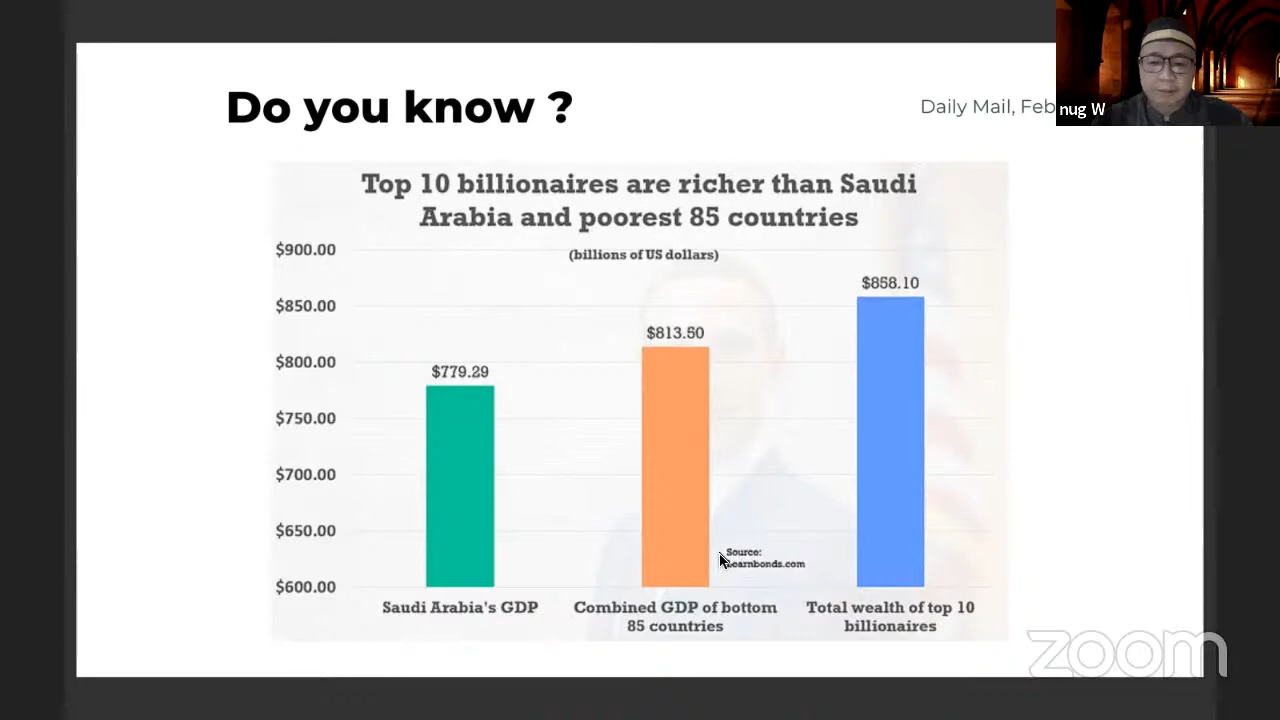 Do you know ?
Daily Mail, Feb
nug W
Top 10 billionaires are richer than Saudi
Arabia and poorest 85 countries
(billions of US dollars)
$900.00
$850.00
$800.00
$750.00
$700.00
$650.00
$600.00
$779.29
$813.50
$858.10
Source:
Learnbonds.com
Saudi Arabia's GDP
Combined GDP of bottom
85 countries
Total wealth of top 10
billionaires
zoom